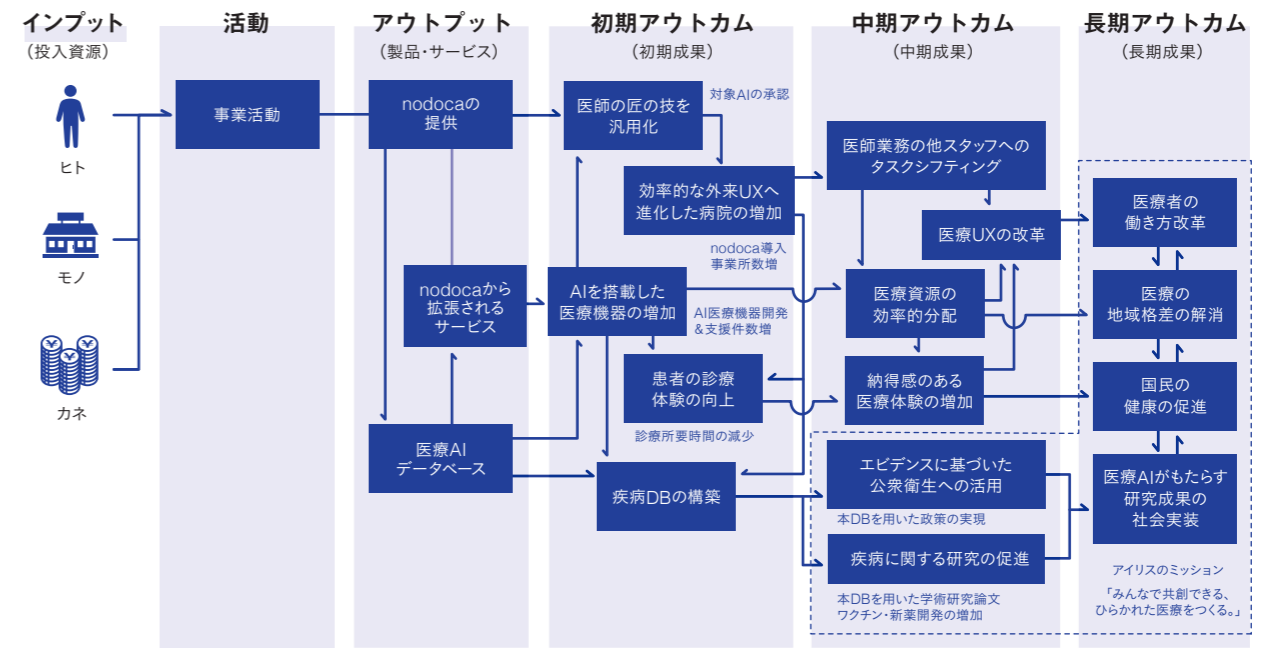 インプット
（投入資源）
ヒト
モノ
カネ
活動
事業活動
アウトプット
（製品・サービス）
nodocaの
提供
nodocaから
拡張される
サービス
医療AI
データベース
初期アウトカム
（初期成果）
医師の匠の技を
汎用化
対象AIの承認
効率的な外来UXへ
進化した病院の増加
nodoca導入
事業所数増
AIを搭載した
医療機器の増加
AI医療機器開発
&支援件数増
患者の診療
体験の向上
診療所要時間の減少
疾病DBの構築
中期アウトカム
（中期成果）
医師業務の他スタッフへの
タスクシフティング
医療UXの改革
医療資源の
効率的分配
納得感のある
医療体験の増加
エビデンスに基づいた
公衆衛生への活用
本DBを用いた政策の実現
疾病に関する研究の促進
本DBを用いた学術研究論文
ワクチン・新薬開発の増加
長期アウトカム
（長期成果）
医療者の
働き方改革
医療の
地域格差の解消
国民の
健康の促進
医療AIがもたらす
研究成果の
社会実装
アイリスのミッション
「みんなで共創できる、
ひらかれた医療をつくる。」